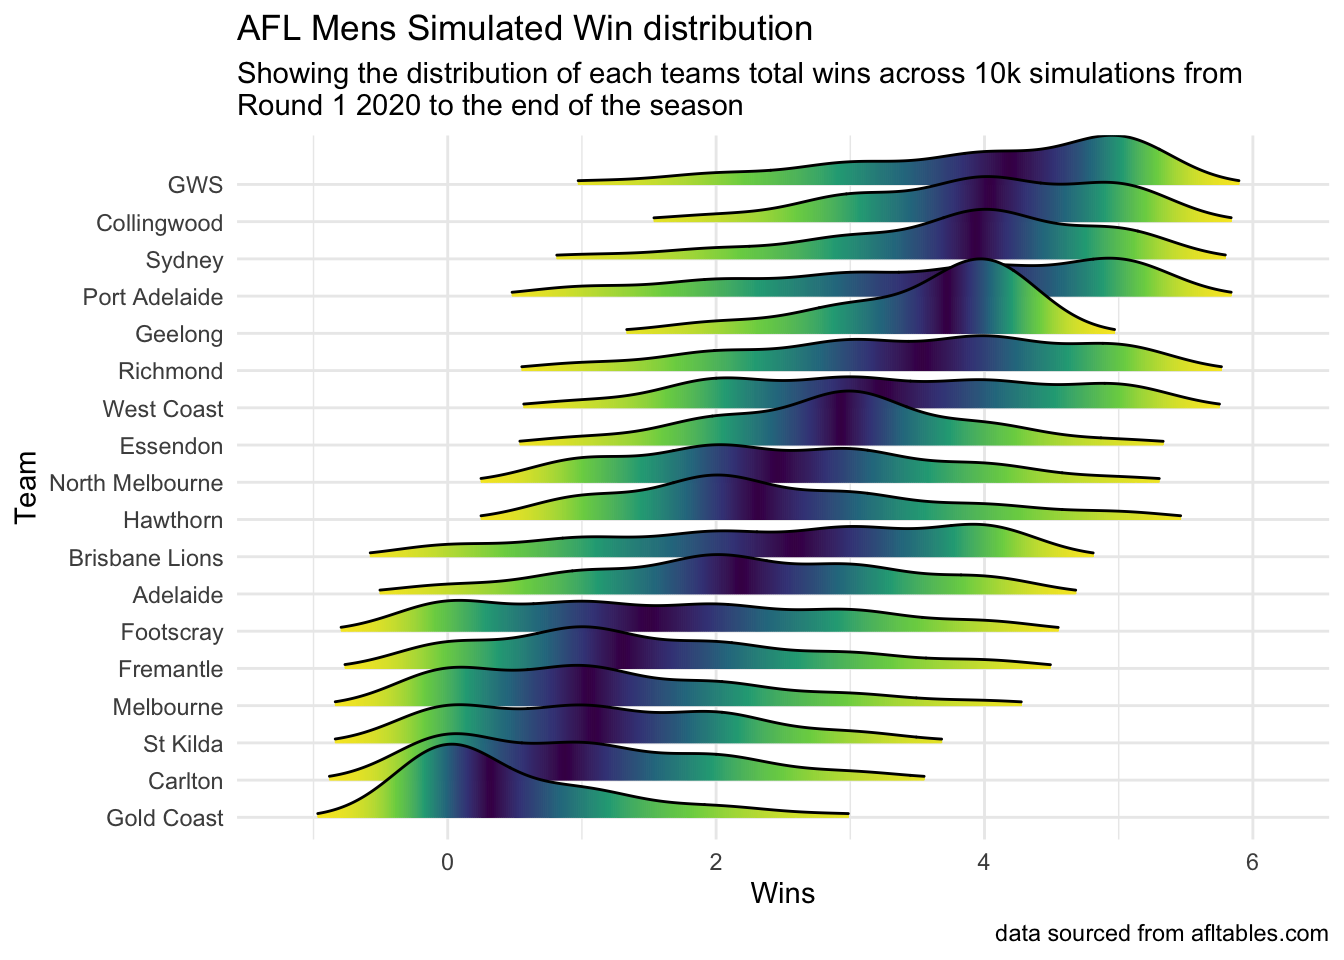 AFL Mens Simulated Win distribution
Showing the distribution of each teams total wins across 10k simulations from
Round 1 2020 to the end of the season
Team
GWS
Collingwood
Sydney
Port Adelaide
Geelong
Richmond
West Coast
Essendon
North Melbourne
Hawthorn
Brisbane Lions
Adelaide
Footscray
Fremantle
Melbourne
St Kilda
Carlton
Gold Coast
0 2 4 6
Wins
data sourced from afltables.com